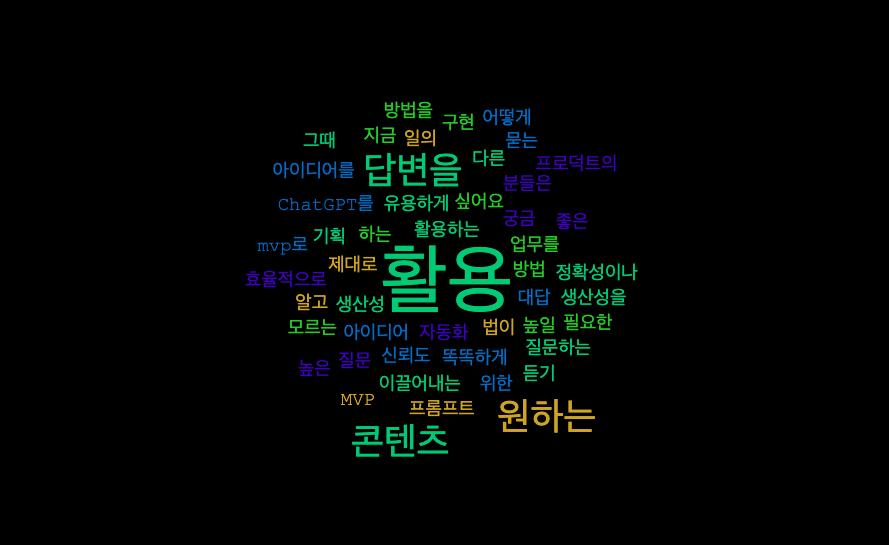 방법을
구현 어떻게
그때 지금 일의 묻는
아이디어를 답변을 다른 프로덕트의
분들은
ChatGPT를 유용하게 싶어요
궁금 좋은
mvp로 기획 하는 활용하는 업무를
제대로 활용 방법 정확성이나
효율적으로
알고 생산성 대답 생산성을
모르는 아이디어 자동화 법이 높일 필요한
높은 질문 신뢰도 똑똑하게 질문하는
이끌어내는 위한 듣기
MVP 프롬프트 원하는
콘텐츠